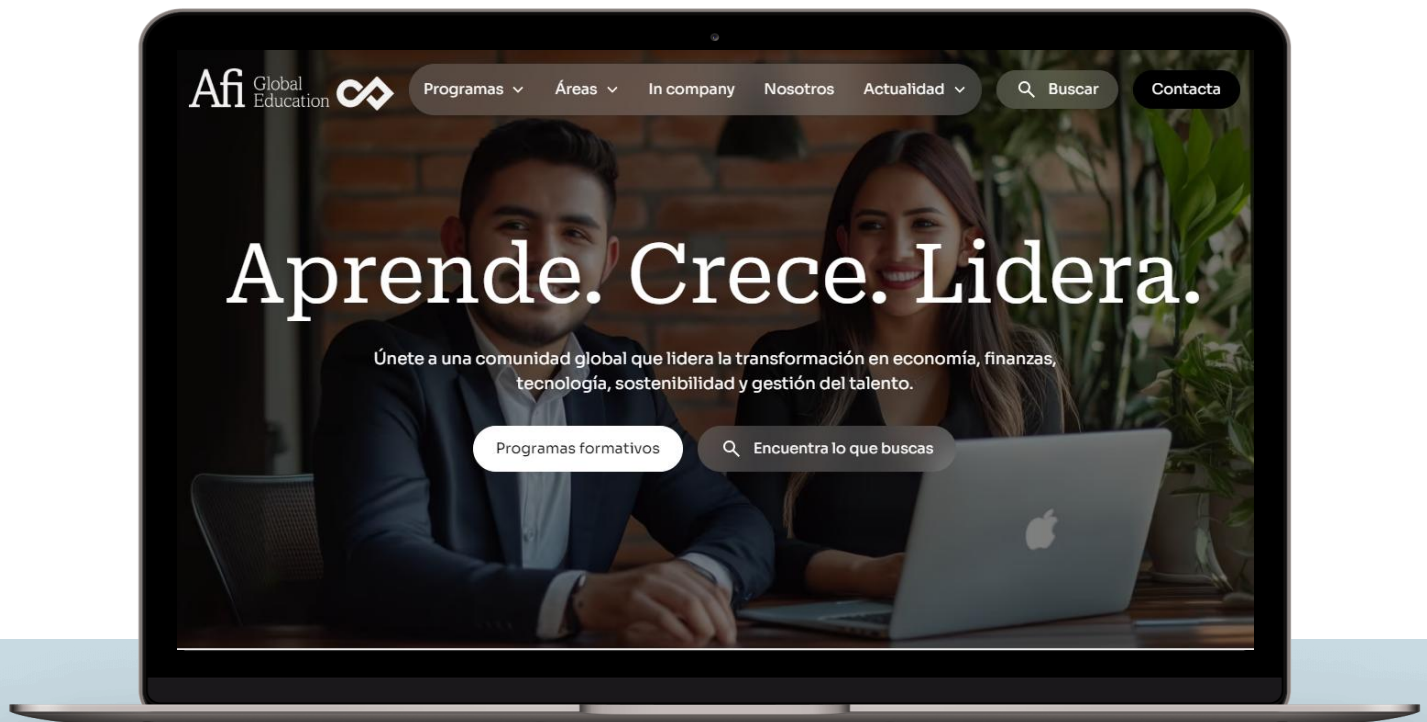 Afi Global Education
Programas
Áreas
In company
Nosotros
Actualidad
Buscar
Contacta
Aprende. Crece. Lidera.
Únete a una comunidad global que lidera la transformación en economía, finanzas,
tecnología, sostenibilidad y gestión del talento.
Programas formativos
Encuentra lo que buscas